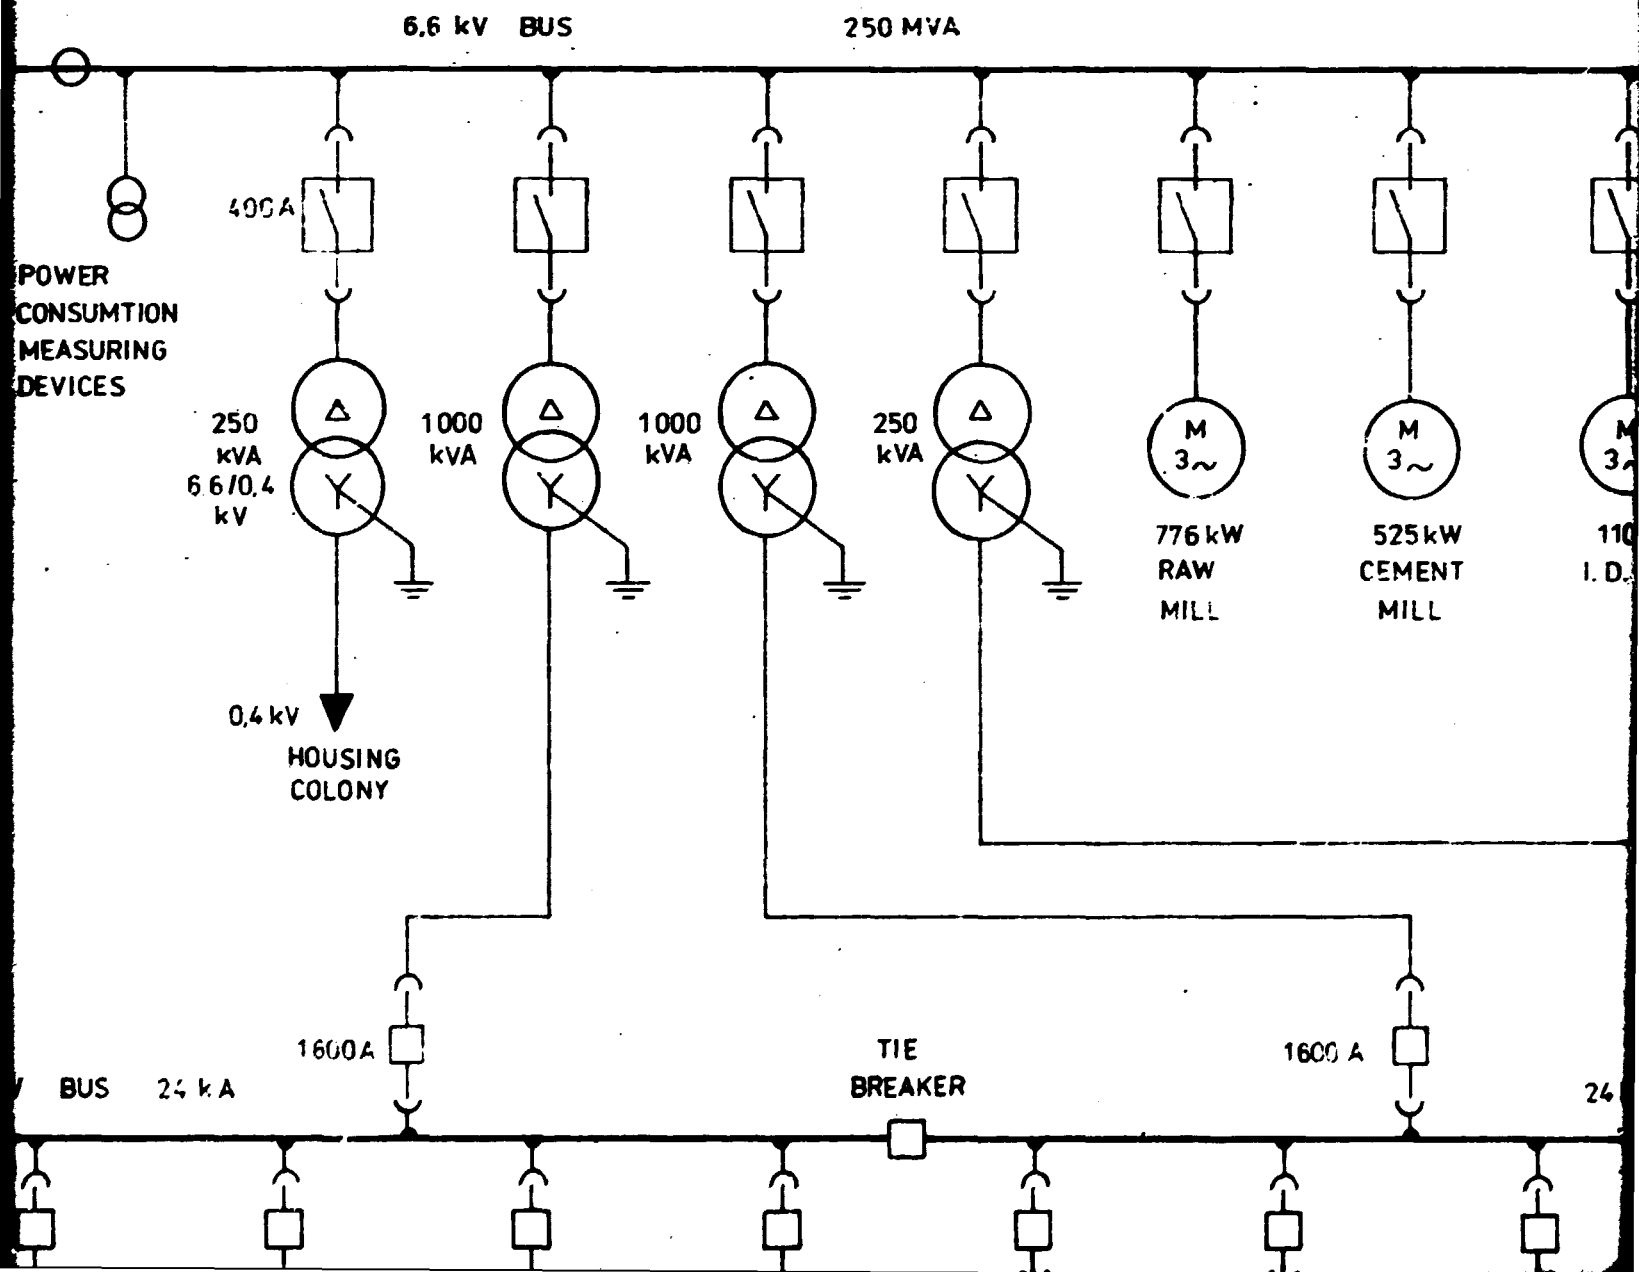 6,6 kV BUS 250 MVA
400A
POWER
CONSUMTION
MEASURING
DEVICES
250
kVA
6.6/0,4
kV
1000
kVA
1000
kVA
250
kVA
Δ
Y
Δ
Y
Δ
Y
Δ
Y
M
3~
M
3~
M
776 kW
RAW
MILL
525 kW
CEMENT
MILL
110
I. D.
0,4 kV
HOUSING
COLONY
1600A
TIE
BREAKER
1600 A
BUS 24 kA
24